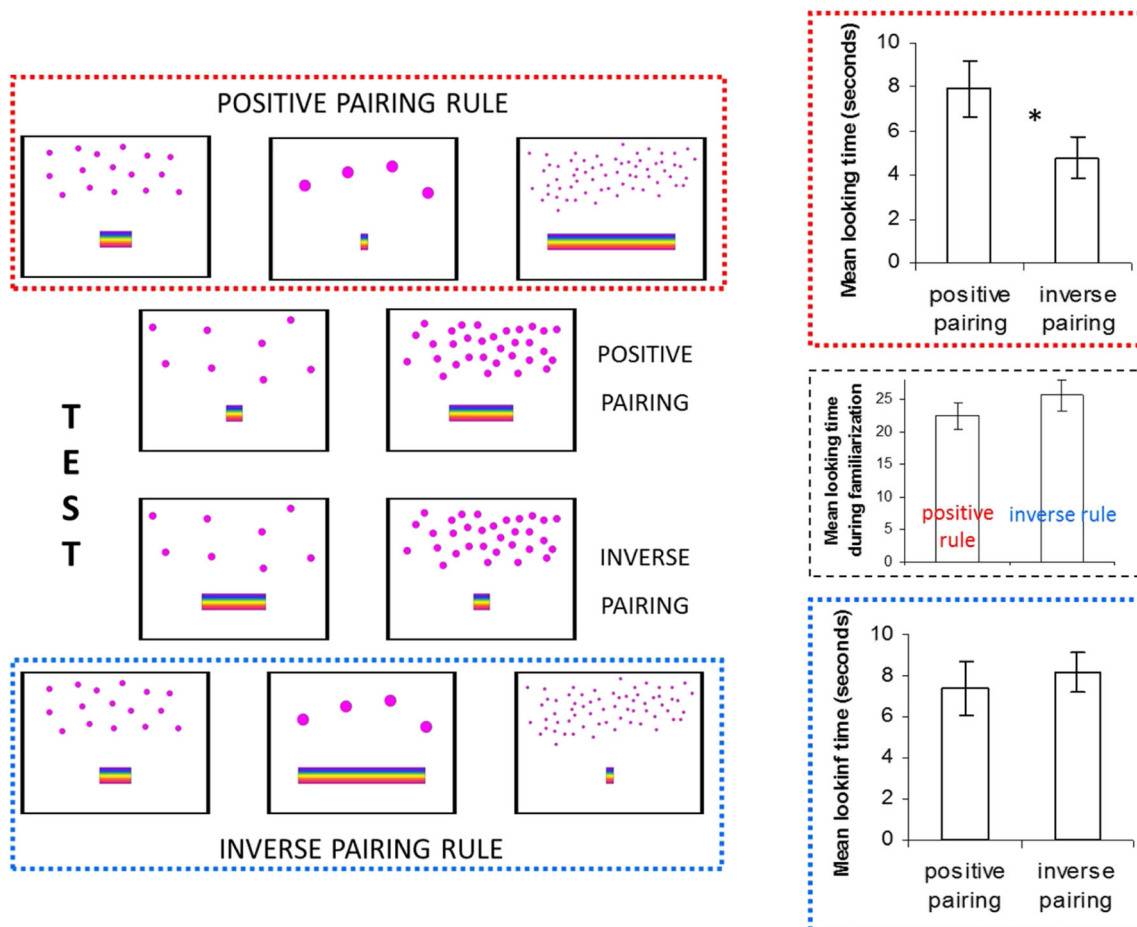 POSITIVE PAIRING RULE
T
E
S
T
POSITIVE
PAIRING
INVERSE
PAIRING
INVERSE PAIRING RULE
Mean looking time (seconds)
10
8
6
4
2
0
*
positive
pairing
inverse
pairing
Mean looking time
during familiarization
25
20
15
10
5
0
positive
rule
inverse rule
Mean lookinf time (seconds)
10
8
6
4
2
0
positive
pairing
inverse
pairing